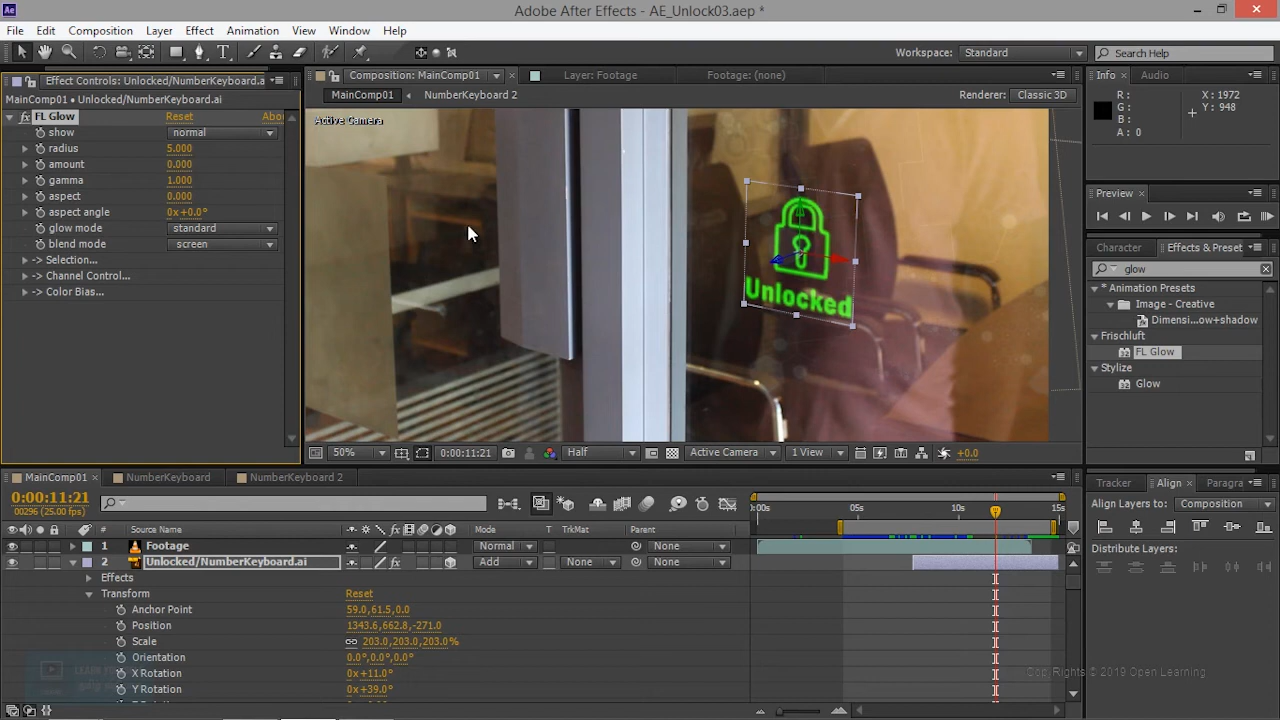 Adobe After Effects - AE_Unlock03.aep *
File Edit Composition Layer Effect Animation View Window Help
Workspace: Standard Search Help
Effect Controls: Unlocked/NumberKeyboard.a
MainComp01 • Unlocked/NumberKeyboard.ai
FL Glow Reset Abou
show normal
radius 5.000
amount 0.000
gamma 1.000
aspect 0.000
aspect angle 0x+0.0°
glow mode standard
blend mode screen
-> Selection...
-> Channel Control...
-> Color Bias...
Composition: MainComp01 Layer: Footage Footage: (none)
MainComp01 NumberKeyboard 2 Renderer: Classic 3D
Active Camera
Unlocked
50% 0:00:11:21 Half Active Camera 1 View +0.0
Info Audio
R: X: 1972
G: Y: 948
B:
A: 0
Preview
Character Effects & Preset
glow
* Animation Presets
Image - Creative
Dimensi...ow+shadow
Frischluft
FL Glow
Stylize
Glow
Tracker Align Paragra
Align Layers to: Composition
Distribute Layers:
MainComp01 NumberKeyboard NumberKeyboard 2
0:00:11:21
00296 (25.00 fps)
:00s 05s 10s 15s
# Source Name Mode T TrkMat Parent
1 Footage Normal None
2 Unlocked/NumberKeyboard.ai Add None None
Effects
Transform Reset
Anchor Point 59.0,61.5,0.0
Position 1343.6,662.8,-271.0
Scale 203.0,203.0,203.0%
Orientation 0.0°,0.0°,0.0°
X Rotation 0x+11.0°
Y Rotation 0x+39.0°
Cop Rights © 2019 Open Learning